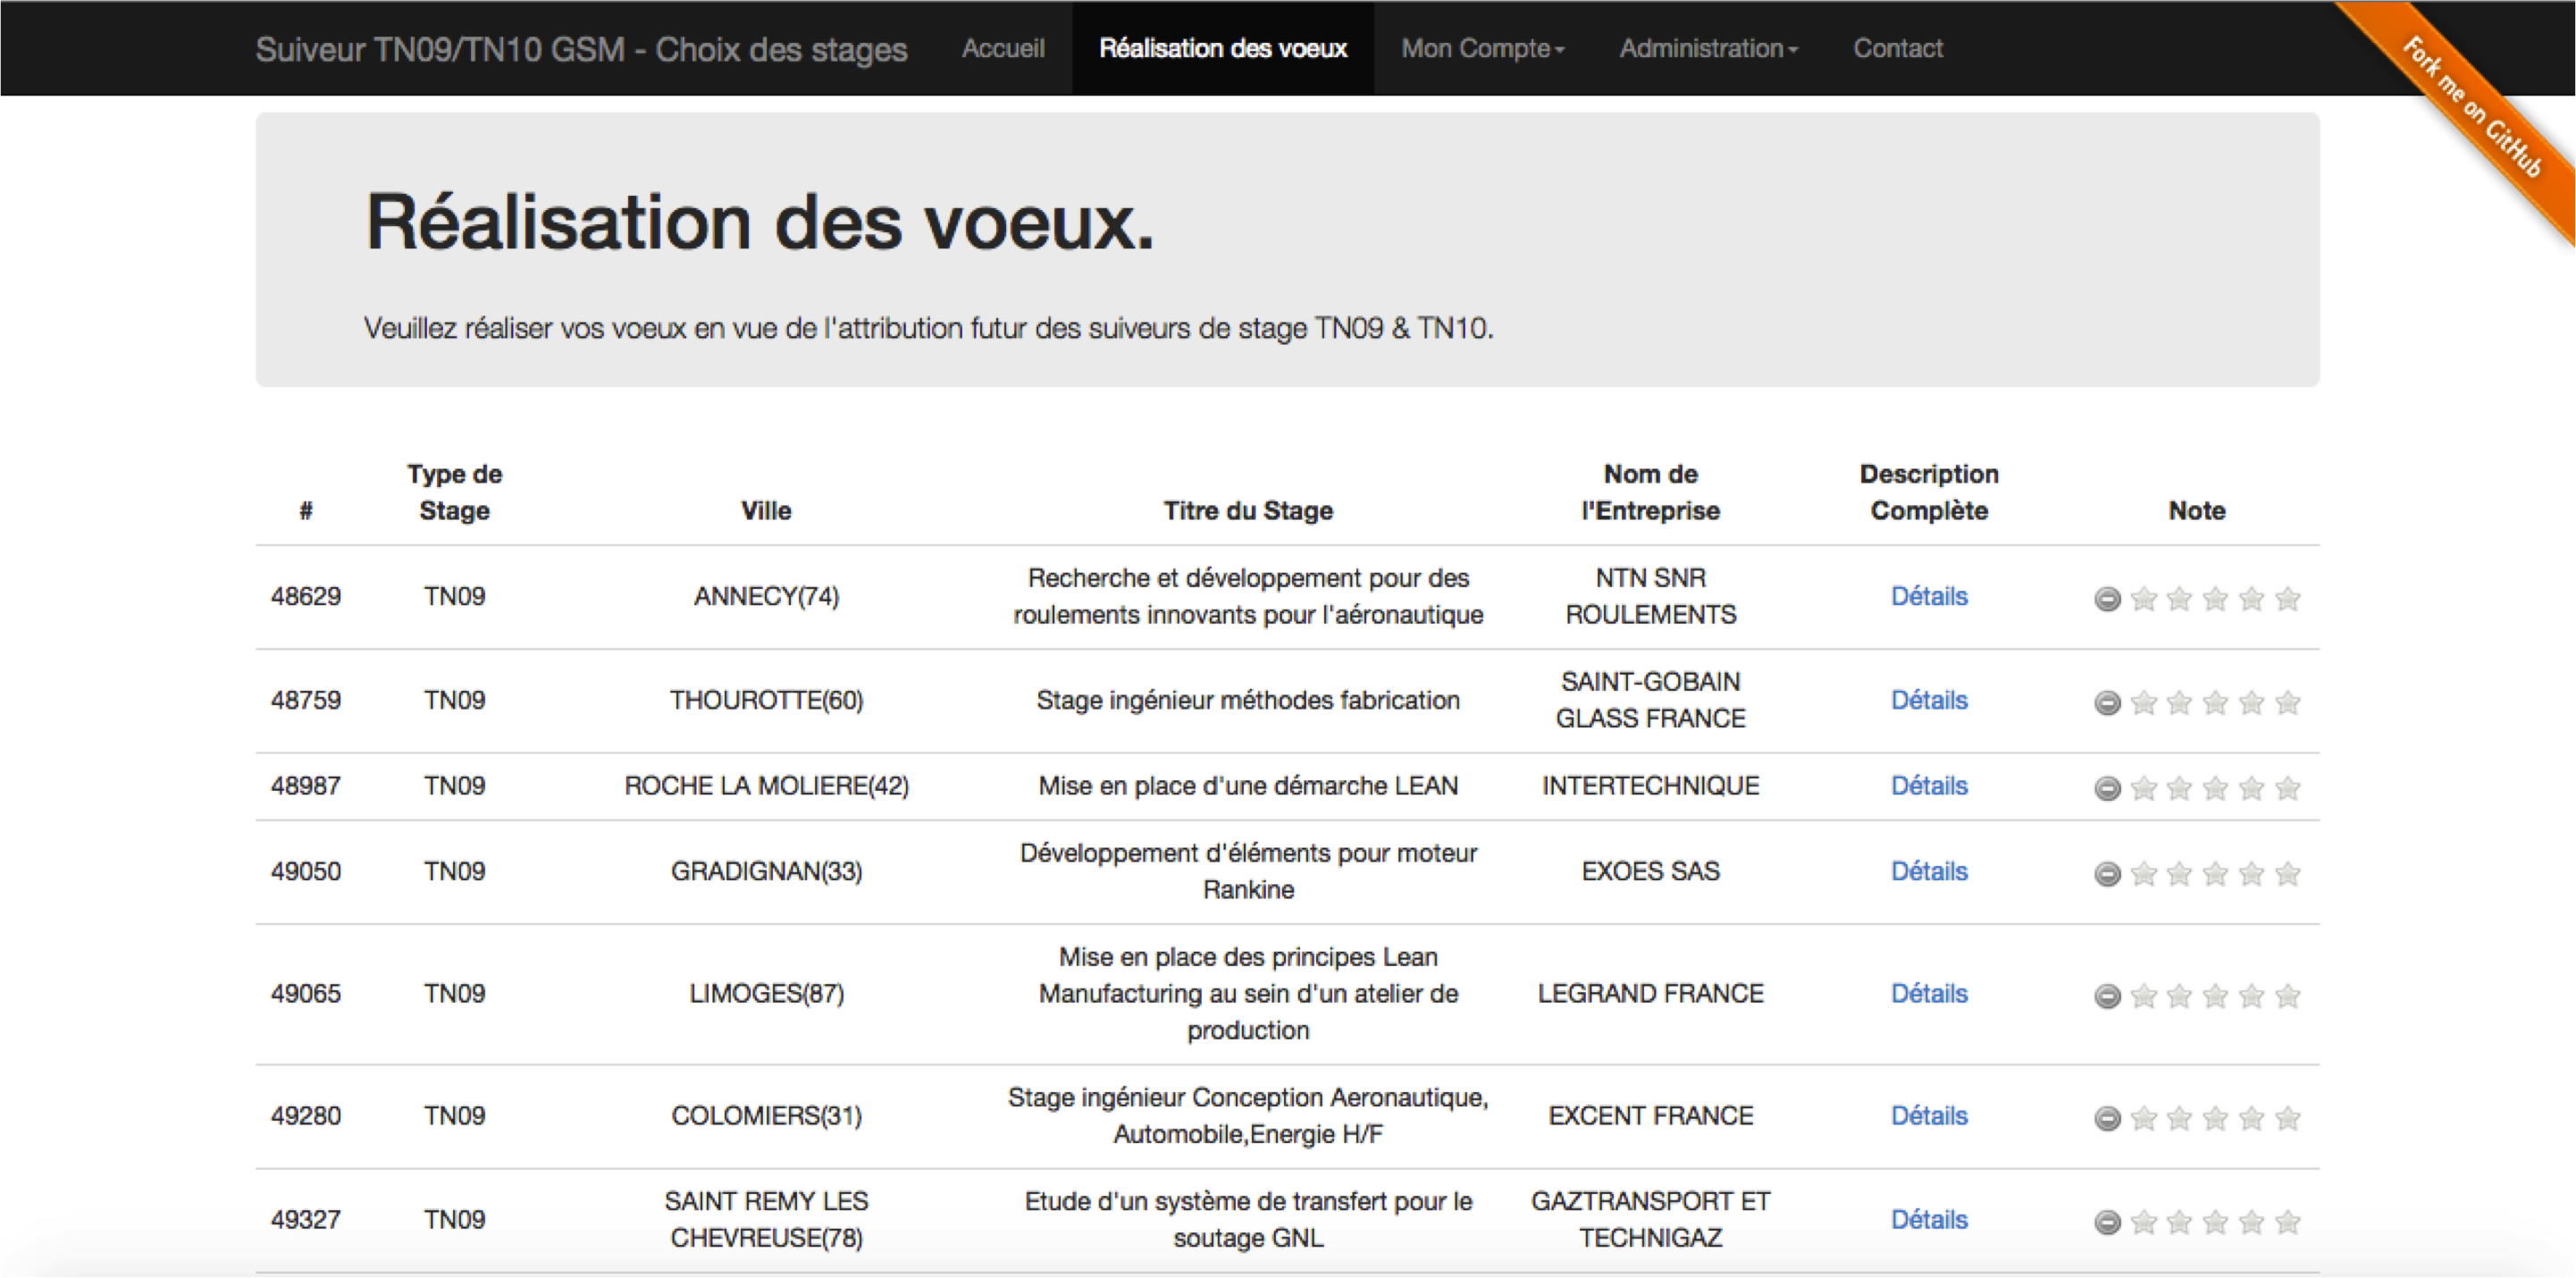 Suiveur TN09/TN10 GSM - Choix des stages Accueil Réalisation des voeux Mon Compte Administration Contact
Fork me on GitHub
Réalisation des voeux.
Veuillez réaliser vos voeux en vue de l'attribution futur des suiveurs de stage TN09 & TN10.
# Type de Stage Ville Titre du Stage Nom de l'Entreprise Description Complète Note
48629 TN09 ANNECY(74) Recherche et développement pour des roulements innovants pour l'aéronautique NTN SNR ROULEMENTS Détails
48759 TN09 THOUROTTE(60) Stage ingénieur méthodes fabrication SAINT-GOBAIN GLASS FRANCE Détails
48987 TN09 ROCHE LA MOLIERE(42) Mise en place d'une démarche LEAN INTERTECHNIQUE Détails
49050 TN09 GRADIGNAN(33) Développement d'éléments pour moteur Rankine EXOES SAS Détails
49065 TN09 LIMOGES(87) Mise en place des principes Lean Manufacturing au sein d'un atelier de production LEGRAND FRANCE Détails
49280 TN09 COLOMIERS(31) Stage ingénieur Conception Aeronautique, Automobile,Energie H/F EXCENT FRANCE Détails
49327 TN09 SAINT REMY LES CHEVREUSE(78) Etude d'un système de transfert pour le soutage GNL GAZTRANSPORT ET TECHNIGAZ Détails